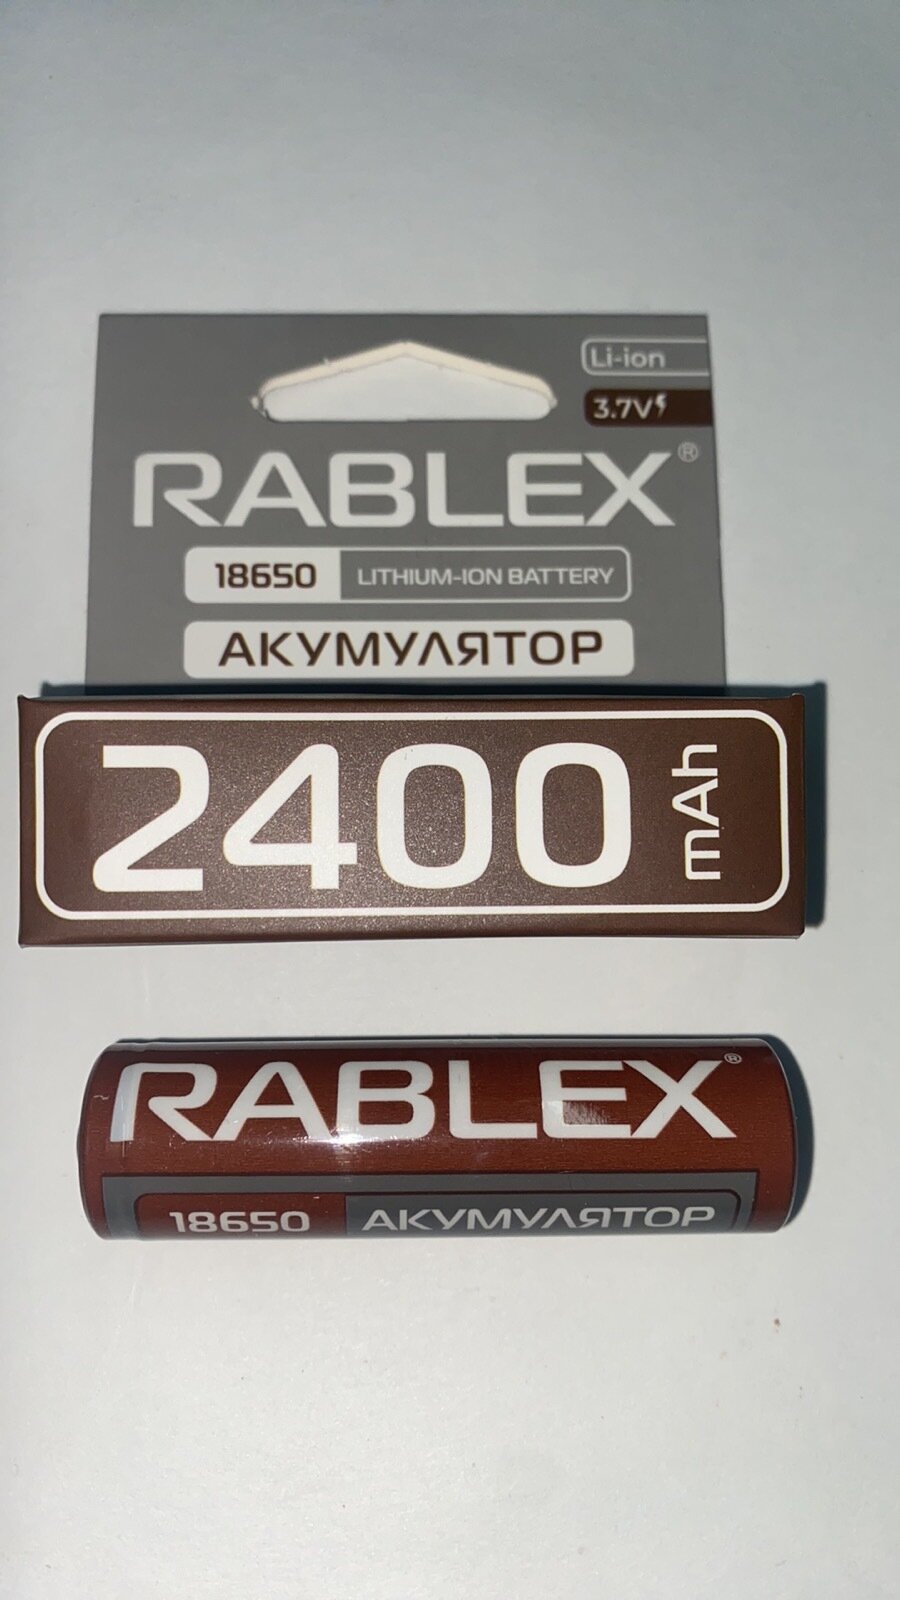 Li-ion
3.7V
RABLEX®
18650 LITHIUM-ION BATTERY
АКУМУЛЯТОР
2400 mAh
RABLEX®
18650 АКУМУЛЯТОР